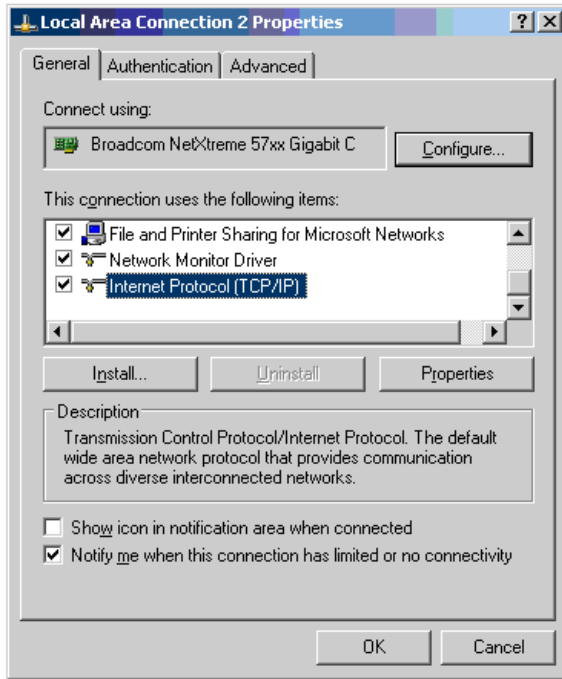 Local Area Connection 2 Properties
General Authentication Advanced
Connect using:
Broadcom NetXtreme 57xx Gigabit C Configure...
This connection uses the following items:
File and Printer Sharing for Microsoft Networks
Network Monitor Driver
Internet Protocol (TCP/IP)
Install... Uninstall Properties
Description
Transmission Control Protocol/Internet Protocol. The default
wide area network protocol that provides communication
across diverse interconnected networks.
Show icon in notification area when connected
Notify me when this connection has limited or no connectivity
OK Cancel